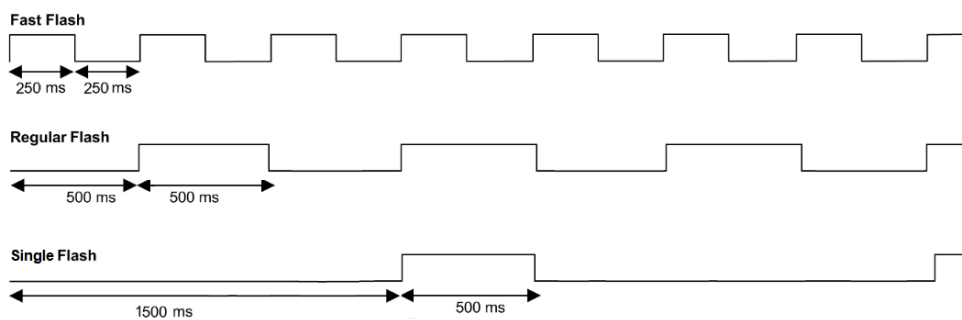 Fast Flash
250 ms 250 ms
Regular Flash
500 ms 500 ms
Single Flash
1500 ms 500 ms